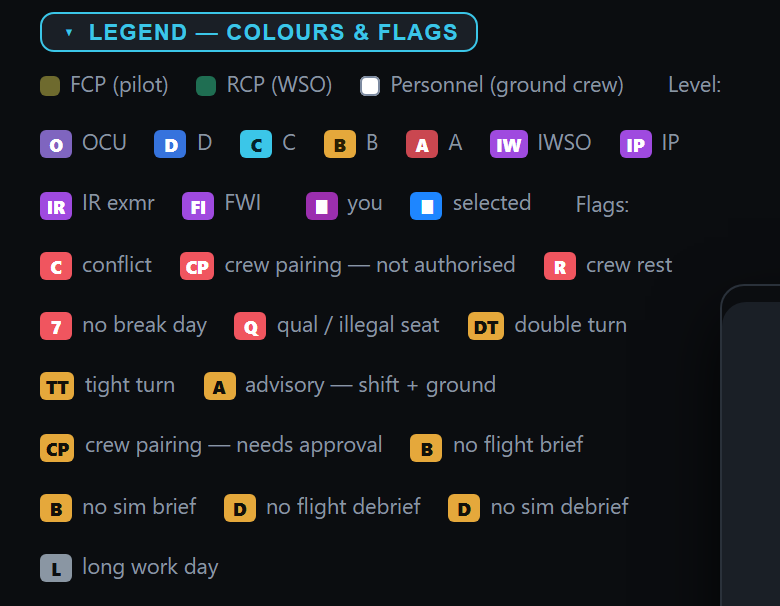 ▼ LEGEND — COLOURS & FLAGS
FCP (pilot) RCP (WSO) Personnel (ground crew) Level:
O OCU D D C C B B A A IW IWSO IP IP
IR IR exmr FI FWI you selected Flags:
C conflict CP crew pairing — not authorised R crew rest
7 no break day Q qual / illegal seat DT double turn
TT tight turn A advisory — shift + ground
CP crew pairing — needs approval B no flight brief
B no sim brief D no flight debrief D no sim debrief
L long work day